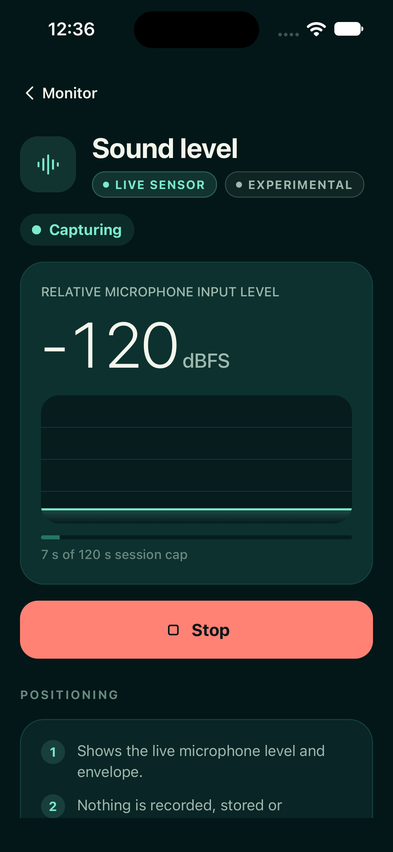 12:36
Monitor
Sound level
LIVE SENSOR
EXPERIMENTAL
Capturing
RELATIVE MICROPHONE INPUT LEVEL
-120 dBFS
7 s of 120 s session cap
Stop
POSITIONING
1 Shows the live microphone level and
envelope.
2 Nothing is recorded, stored or